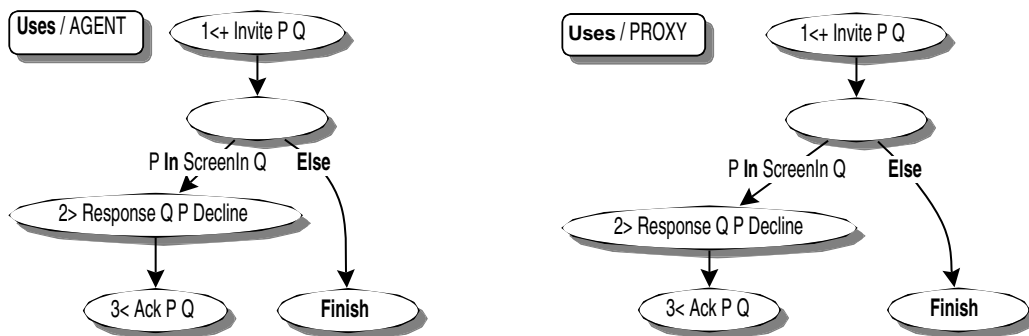 Uses / AGENT
1<+ Invite P Q
P In ScreenIn Q
Else
2> Response Q P Decline
3< Ack P Q
Finish
Uses / PROXY
1<+ Invite P Q
P In ScreenIn Q
Else
2> Response Q P Decline
3< Ack P Q
Finish